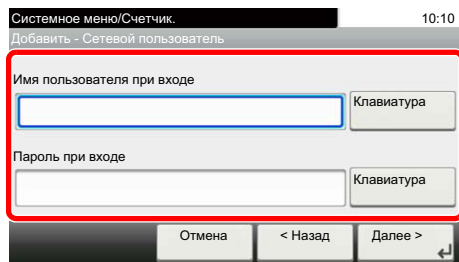 Системное меню/Счетчик. 10:10
Добавить - Сетевой пользователь
Имя пользователя при входе
Клавиатура
Пароль при входе
Клавиатура
Отмена < Назад Далее >